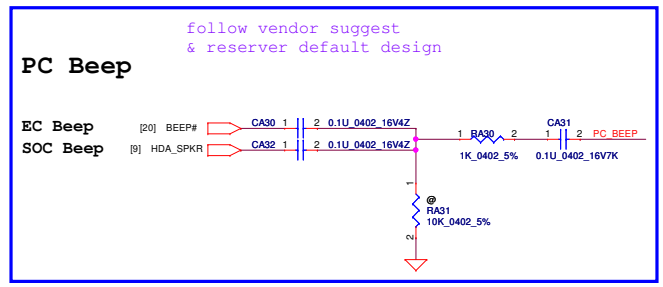 follow vendor suggest
& reserver default design
PC Beep
EC Beep [20] BEEP# CA30 1 2 0.1U_0402_16V4Z
SOC Beep [9] HDA_SPKR CA32 1 2 0.1U_0402_16V4Z
1 RA30 2
1K_0402_5%
CA31
1 2 PC_BEEP
0.1U_0402_16V7K
1
@
RA31
10K_0402_5%
2